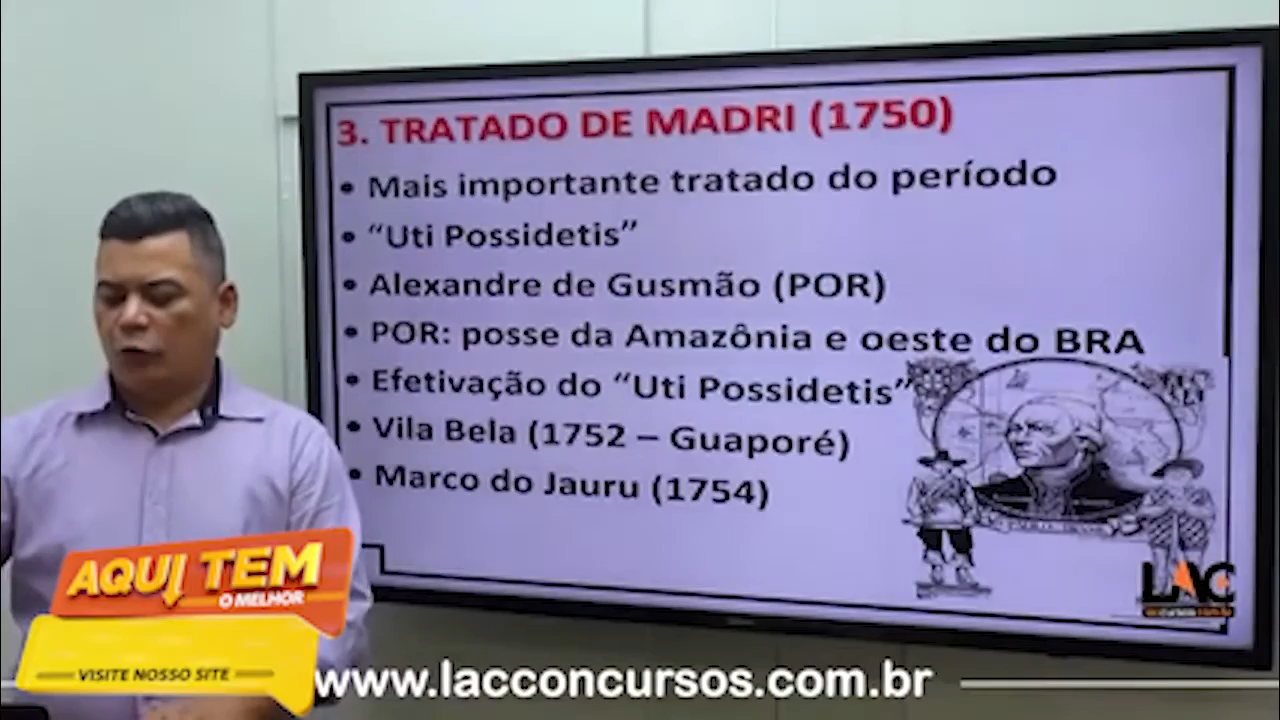 3. TRATADO DE MADRI (1750)
• Mais importante tratado do período
• “Uti Possidetis”
• Alexandre de Gusmão (POR)
• POR: posse da Amazônia e oeste do BRA
• Efetivação do “Uti Possidetis”
• Vila Bela (1752 – Guaporé)
• Marco do Jauru (1754)
LAC
AQUI TEM
O MELHOR
VISITE NOSSO SITE
www.lacconcursos.com.br